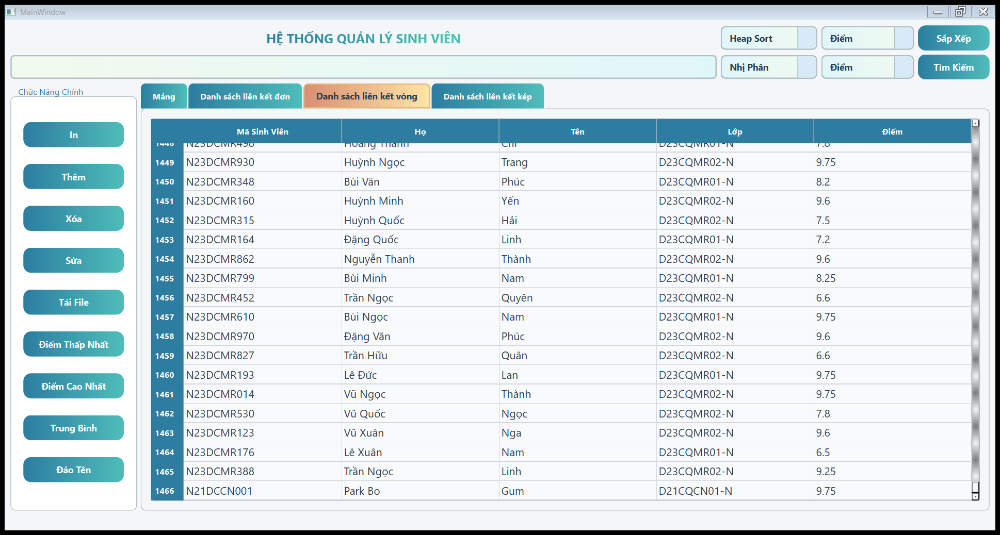 MainWindow
HỆ THỐNG QUẢN LÝ SINH VIÊN
Heap Sort
Điểm
Sắp Xếp
Nhị Phân
Điểm
Tìm Kiếm
Chức Năng Chính
In
Thêm
Xóa
Sửa
Tải File
Điểm Thấp Nhất
Điểm Cao Nhất
Trung Bình
Đảo Tên
Mảng
Danh sách liên kết đơn
Danh sách liên kết vòng
Danh sách liên kết kép
Mã Sinh Viên Họ Tên Lớp Điểm
1448 N23DCMR498 Hoàng Thanh Chi D23CQMR01-N 7.8
1449 N23DCMR930 Huỳnh Ngọc Trang D23CQMR02-N 9.75
1450 N23DCMR348 Bùi Văn Phúc D23CQMR01-N 8.2
1451 N23DCMR160 Huỳnh Minh Yến D23CQMR02-N 9.6
1452 N23DCMR315 Huỳnh Quốc Hải D23CQMR02-N 7.5
1453 N23DCMR164 Đặng Quốc Linh D23CQMR01-N 7.2
1454 N23DCMR862 Nguyễn Thanh Thành D23CQMR02-N 9.6
1455 N23DCMR799 Bùi Minh Nam D23CQMR01-N 8.25
1456 N23DCMR452 Trần Ngọc Quyên D23CQMR02-N 6.6
1457 N23DCMR610 Bùi Ngọc Nam D23CQMR01-N 9.75
1458 N23DCMR970 Đặng Văn Phúc D23CQMR02-N 9.6
1459 N23DCMR827 Trần Hữu Quân D23CQMR02-N 6.6
1460 N23DCMR193 Lê Đức Lan D23CQMR01-N 9.75
1461 N23DCMR014 Vũ Ngọc Thành D23CQMR02-N 9.75
1462 N23DCMR530 Vũ Quốc Ngọc D23CQMR02-N 7.8
1463 N23DCMR123 Vũ Xuân Nga D23CQMR02-N 9.6
1464 N23DCMR176 Lê Xuân Nam D23CQMR01-N 6.5
1465 N23DCMR388 Trần Ngọc Linh D23CQMR02-N 9.25
1466 N21DCCN001 Park Bo Gum D21CQCN01-N 9.75